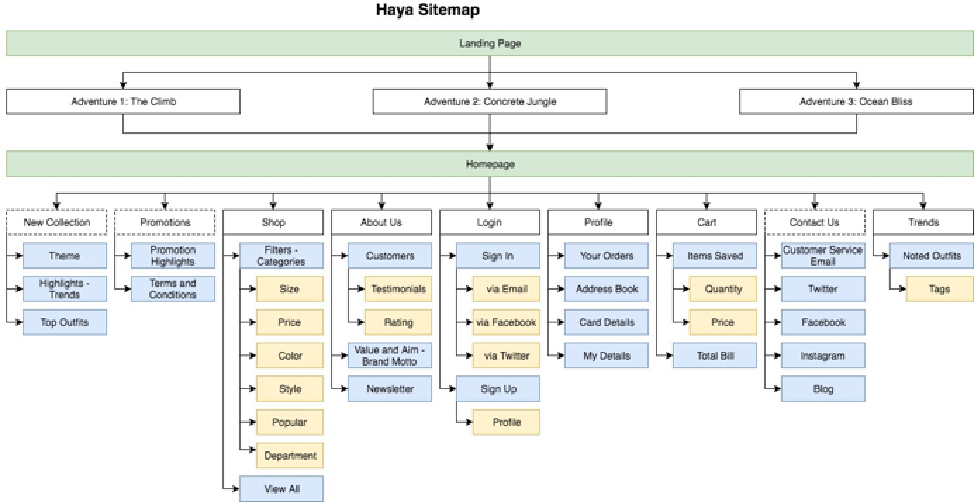 Haya Sitemap
Landing Page
Adventure 1: The Climb
Adventure 2: Concrete Jungle
Adventure 3: Ocean Bliss
Homepage
New Collection
Theme
Highlights -
Trends
Top Outfits
Promotions
Promotion
Highlights
Terms and
Conditions
Shop
Filters -
Categories
Size
Price
Color
Style
Popular
Department
View All
About Us
Customers
Testimonials
Rating
Value and Aim -
Brand Motto
Newsletter
Login
Sign In
via Email
via Facebook
via Twitter
Sign Up
Profile
Profile
Your Orders
Address Book
Card Details
My Details
Cart
Items Saved
Quantity
Price
Total Bill
Contact Us
Customer Service
Email
Twitter
Facebook
Instagram
Blog
Trends
Noted Outfits
Tags